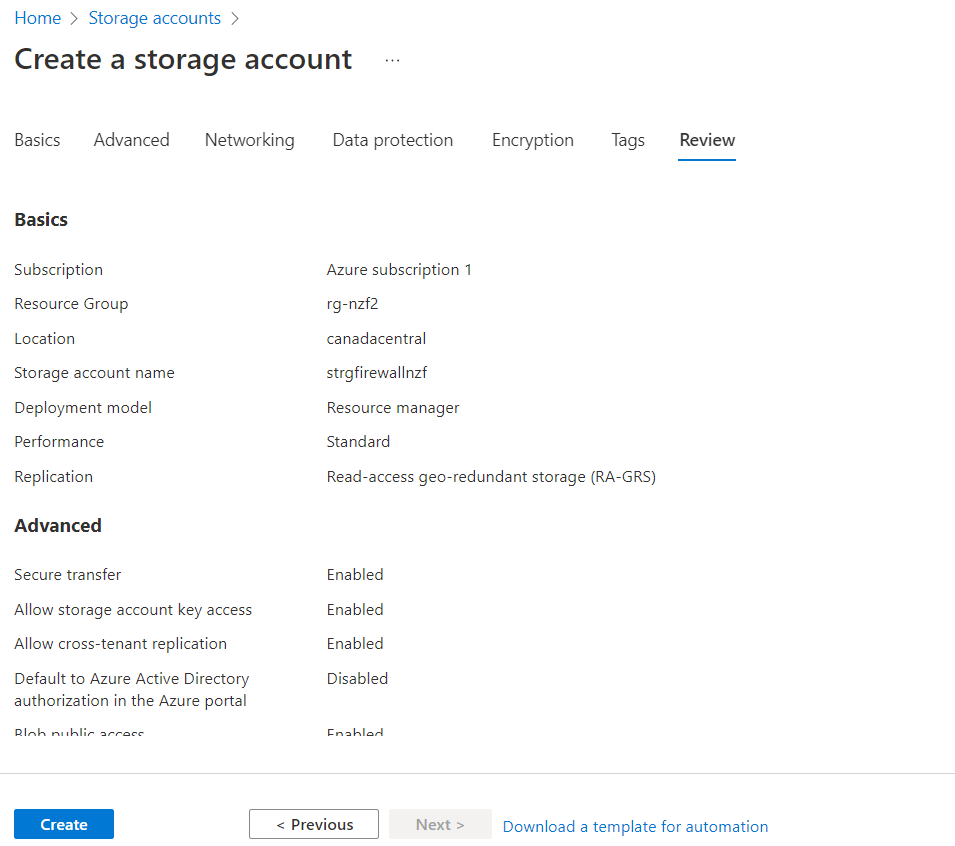 Home > Storage accounts >
Create a storage account ...
Basics Advanced Networking Data protection Encryption Tags Review
Basics
Subscription Azure subscription 1
Resource Group rg-nzf2
Location canadacentral
Storage account name strgfirewallnzf
Deployment model Resource manager
Performance Standard
Replication Read-access geo-redundant storage (RA-GRS)
Advanced
Secure transfer Enabled
Allow storage account key access Enabled
Allow cross-tenant replication Enabled
Default to Azure Active Directory Disabled
authorization in the Azure portal
Blob public access Enabled
Create < Previous Next > Download a template for automation